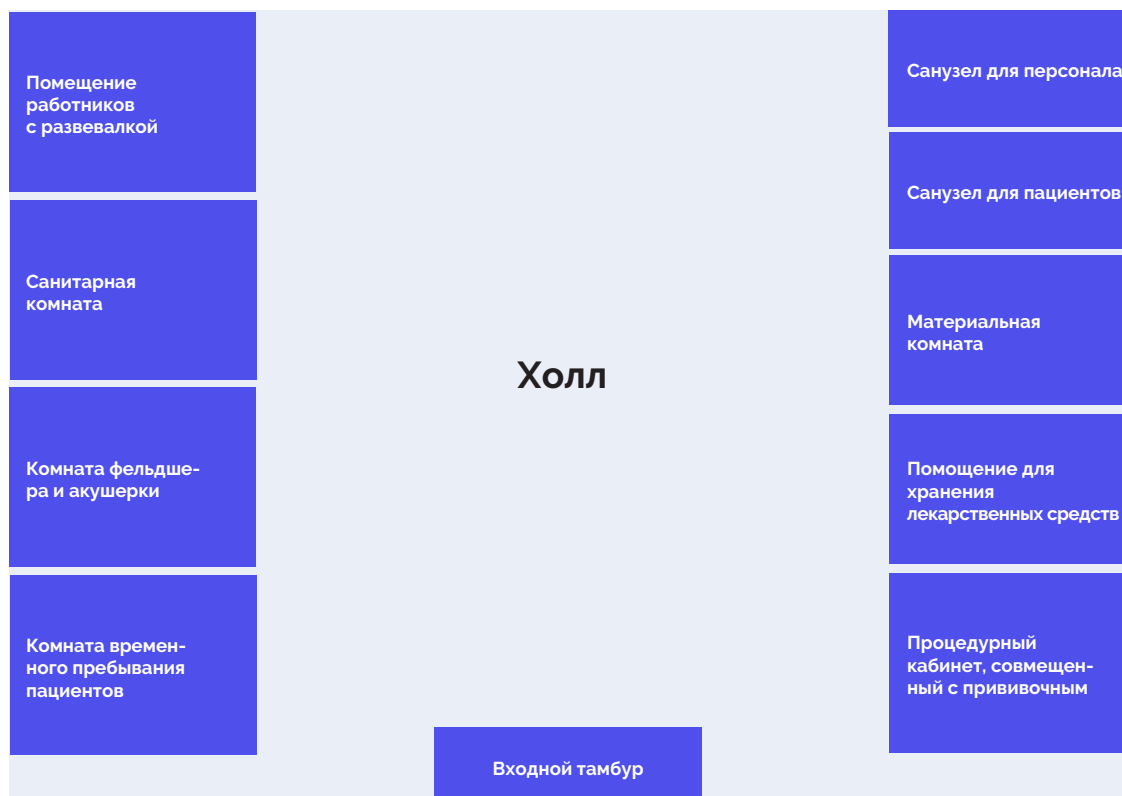 Помещение
работников
с развевалкой
Санитарная
комната
Комната фельдше-
ра и акушерки
Комната времен-
ного пребывания
пациентов
Холл
Входной тамбур
Санузел для персонала
Санузел для пациентов
Материальная
комната
Помощение для
хранения
лекарственных средств
Процедурный
кабинет, совмещен-
ный с прививочным